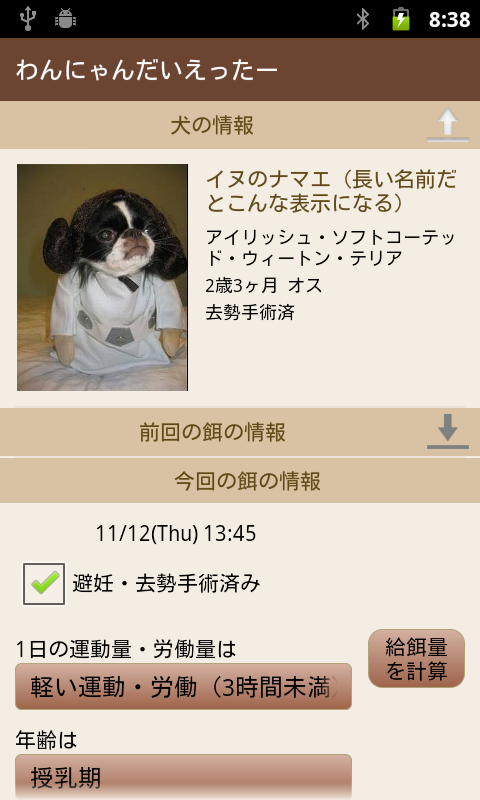 8:38
わんにゃんだいえったー
犬の情報
イヌのナマエ（長い名前だ
とこんな表示になる）
アイリッシュ・ソフトコーテッ
ド・ウィートン・テリア
2歳3ヶ月 オス
去勢手術済
前回の餌の情報
今回の餌の情報
11/12(Thu) 13:45
避妊・去勢手術済み
1日の運動量・労働量は
軽い運動・労働（3時間未満）
給餌量
を計算
年齢は
授乳期